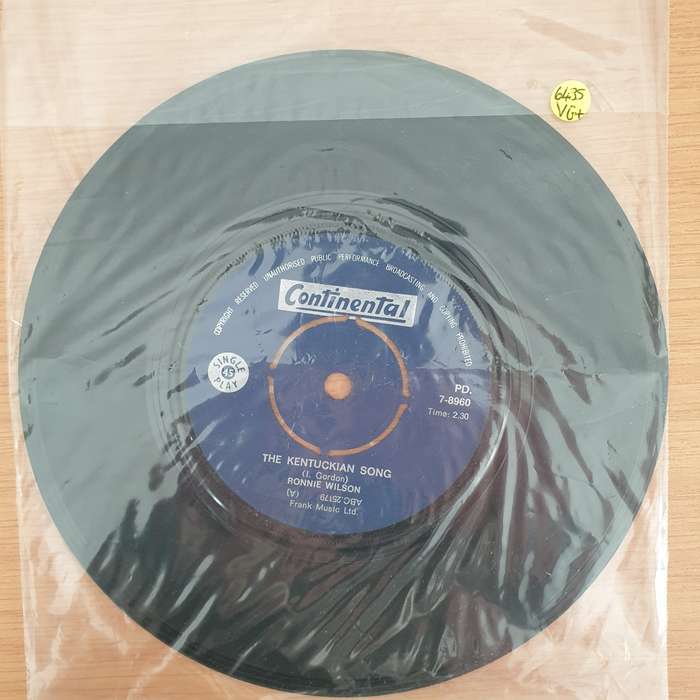 6435
VG+
COPYRIGHT RESERVED UNAUTHORISED PUBLIC PERFORMANCE BROADCASTING AND COPYING PROHIBITED
Continental
SINGLE
45
PLAY
PD.
7-8960
Time: 2.30
THE KENTUCKIAN SONG
(I. Gordon)
RONNIE WILSON
ABC.25179
(A)
Frank Music Ltd.